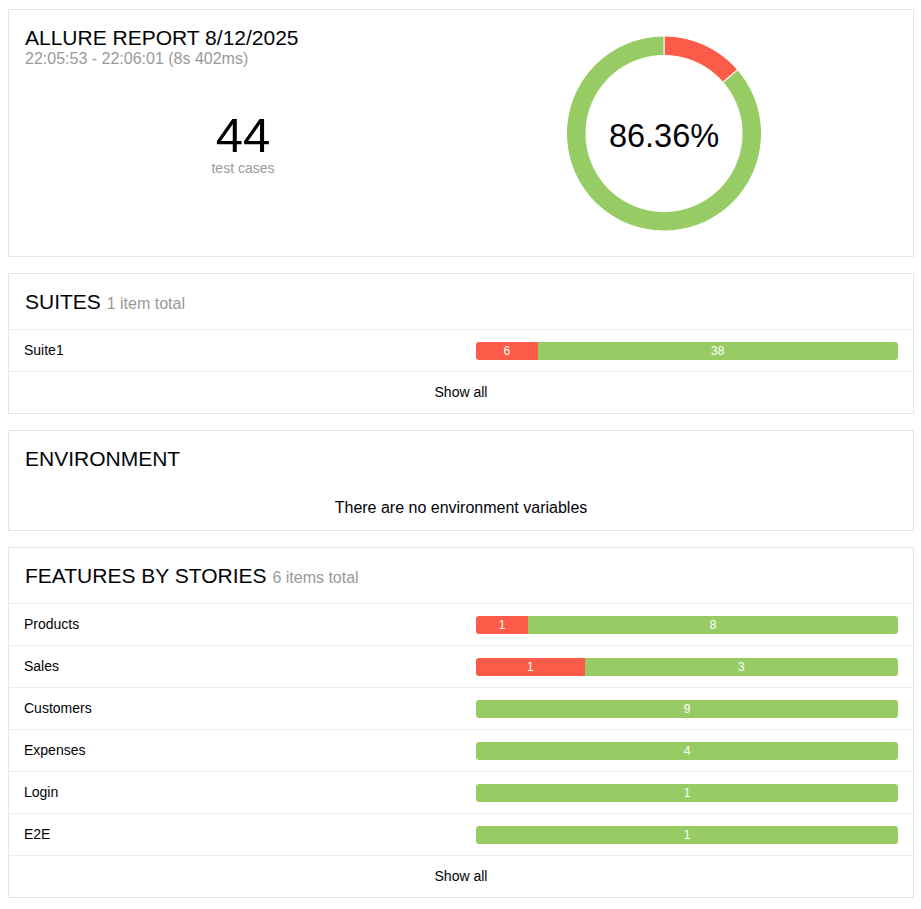 ALLURE REPORT 8/12/2025
22:05:53 - 22:06:01 (8s 402ms)
44
test cases
86.36%
SUITES 1 item total
Suite1 6 38
Show all
ENVIRONMENT
There are no environment variables
FEATURES BY STORIES 6 items total
Products 1 8
Sales 1 3
Customers 9
Expenses 4
Login 1
E2E 1
Show all